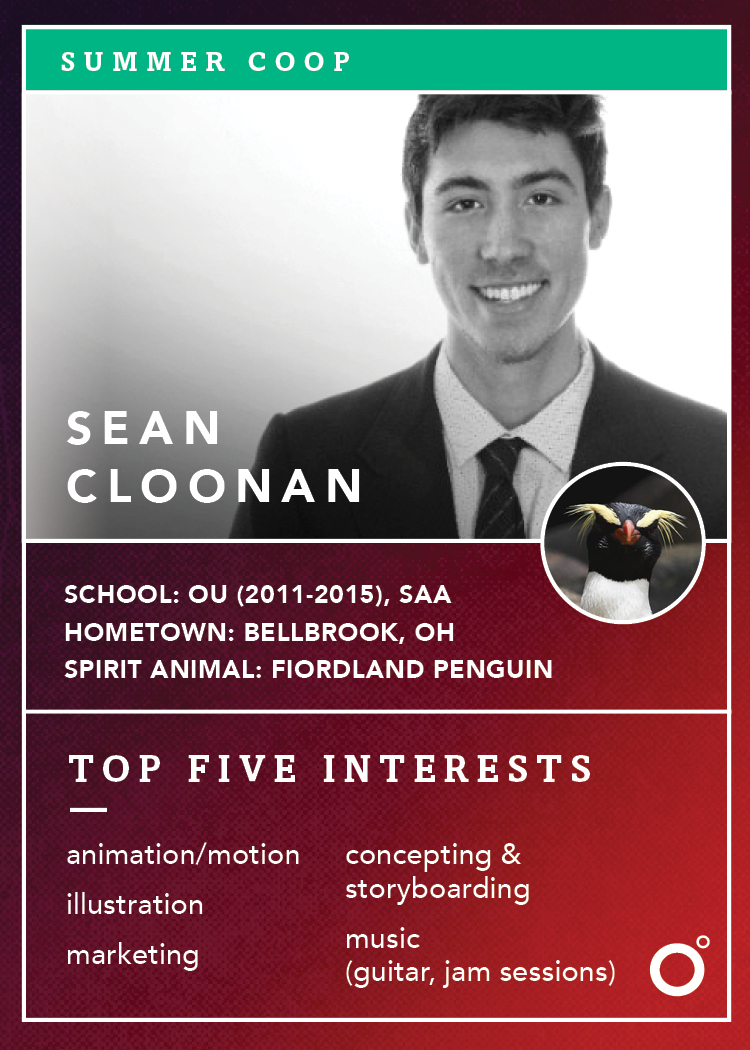 SUMMER COOP
SEAN
CLOONAN
SCHOOL: OU (2011-2015), SAA
HOMETOWN: BELLBROOK, OH
SPIRIT ANIMAL: FIORDLAND PENGUIN
TOP FIVE INTERESTS
animation/motion
illustration
marketing
concepting &
storyboarding
music
(guitar, jam sessions)